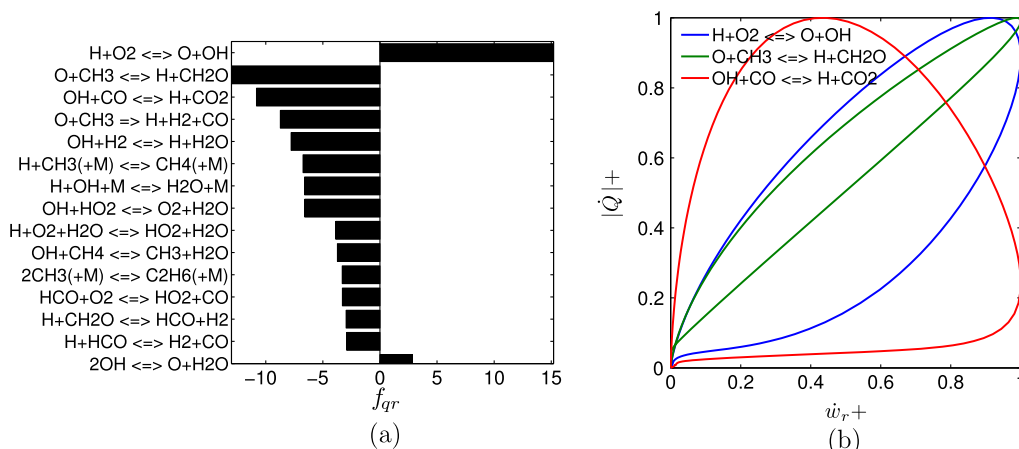 H+O2 <=> O+OH
O+CH3 <=> H+CH2O
OH+CO <=> H+CO2
O+CH3 => H+H2+CO
OH+H2 <=> H+H2O
H+CH3(+M) <=> CH4(+M)
H+OH+M <=> H2O+M
OH+HO2 <=> O2+H2O
H+O2+H2O <=> HO2+H2O
OH+CH4 <=> CH3+H2O
2CH3(+M) <=> C2H6(+M)
HCO+O2 <=> HO2+CO
H+CH2O <=> HCO+H2
H+HCO <=> H2+CO
2OH <=> O+H2O
−10 −5 0 5 10 15
f_qr
(a)
H+O2 <=> O+OH
O+CH3 <=> H+CH2O
OH+CO <=> H+CO2
1
0.8
0.6
0.4
0.2
0
|Q̇|+
0 0.2 0.4 0.6 0.8 1
ẇ_r+
(b)